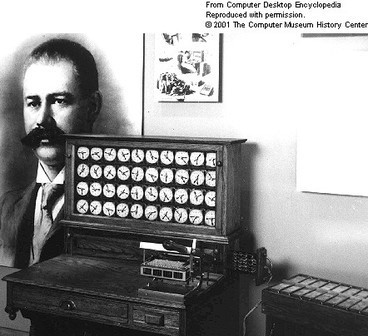 From Computer Desktop Encyclopedia
Reproduced with permission.
© 2001 The Computer Museum History Center